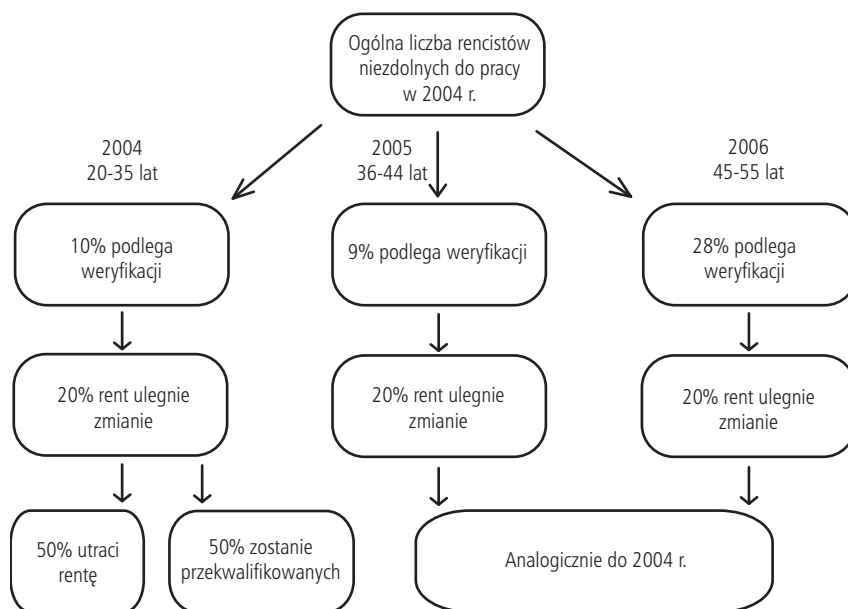 Ogólna liczba rencistów
niezdolnych do pracy
w 2004 r.
2004
20-35 lat
2005
36-44 lat
2006
45-55 lat
10% podlega
weryfikacji
9% podlega weryfikacji
28% podlega
weryfikacji
20% rent ulegnie
zmianie
20% rent ulegnie
zmianie
20% rent ulegnie
zmianie
50% utraci
rentę
50% zostanie
przekwalifikowanych
Analogicznie do 2004 r.